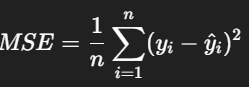 MSE = \frac{1}{n} \sum_{i=1}^{n} (y_i - \hat{y}_i)^2